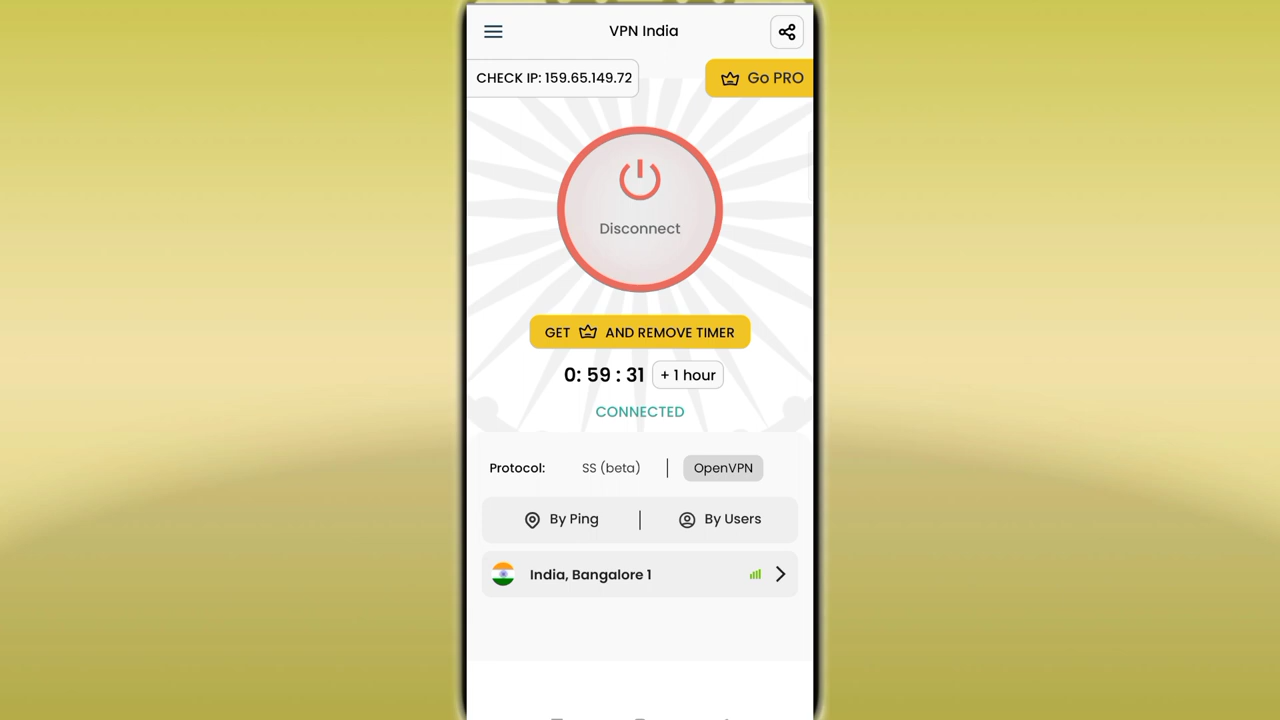 VPN India
CHECK IP: 159.65.149.72
Go PRO
Disconnect
GET AND REMOVE TIMER
0: 59 : 31 + 1 hour
CONNECTED
Protocol: SS (beta) | OpenVPN
By Ping | By Users
India, Bangalore 1